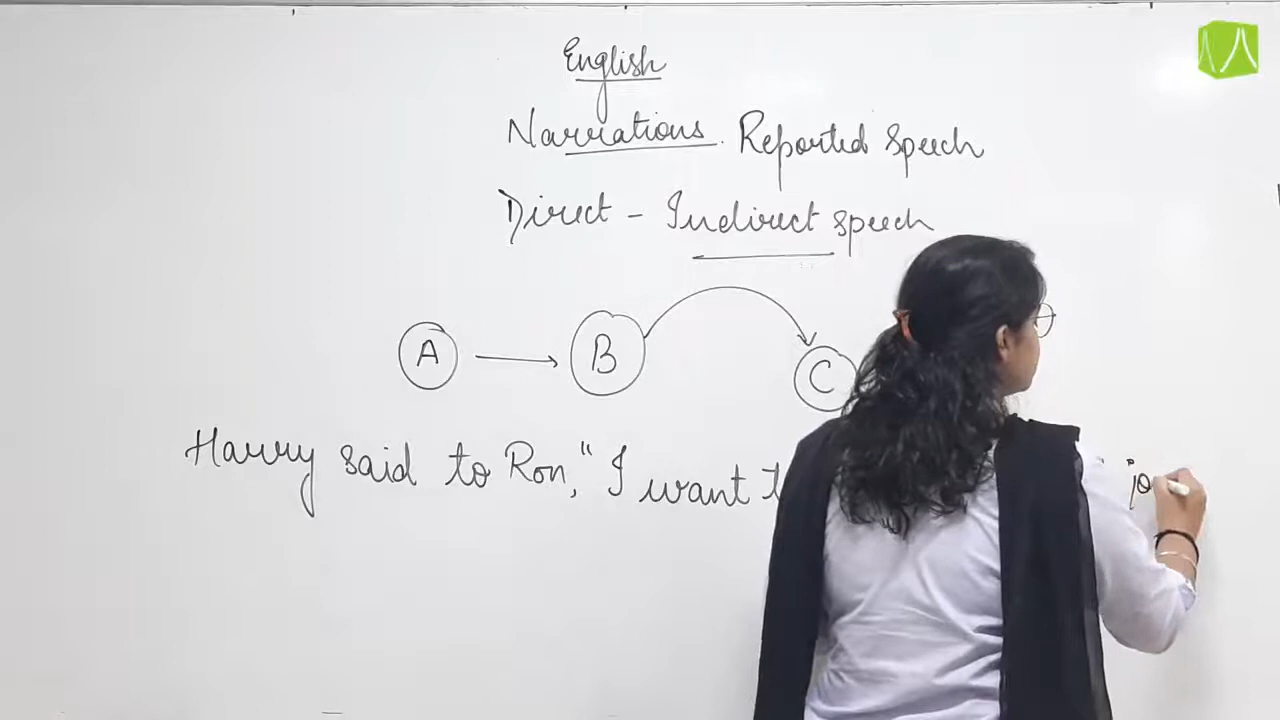 English
Narrations. Reported speech
Direct - Indirect speech
A B C
Harry said to Ron, "I want